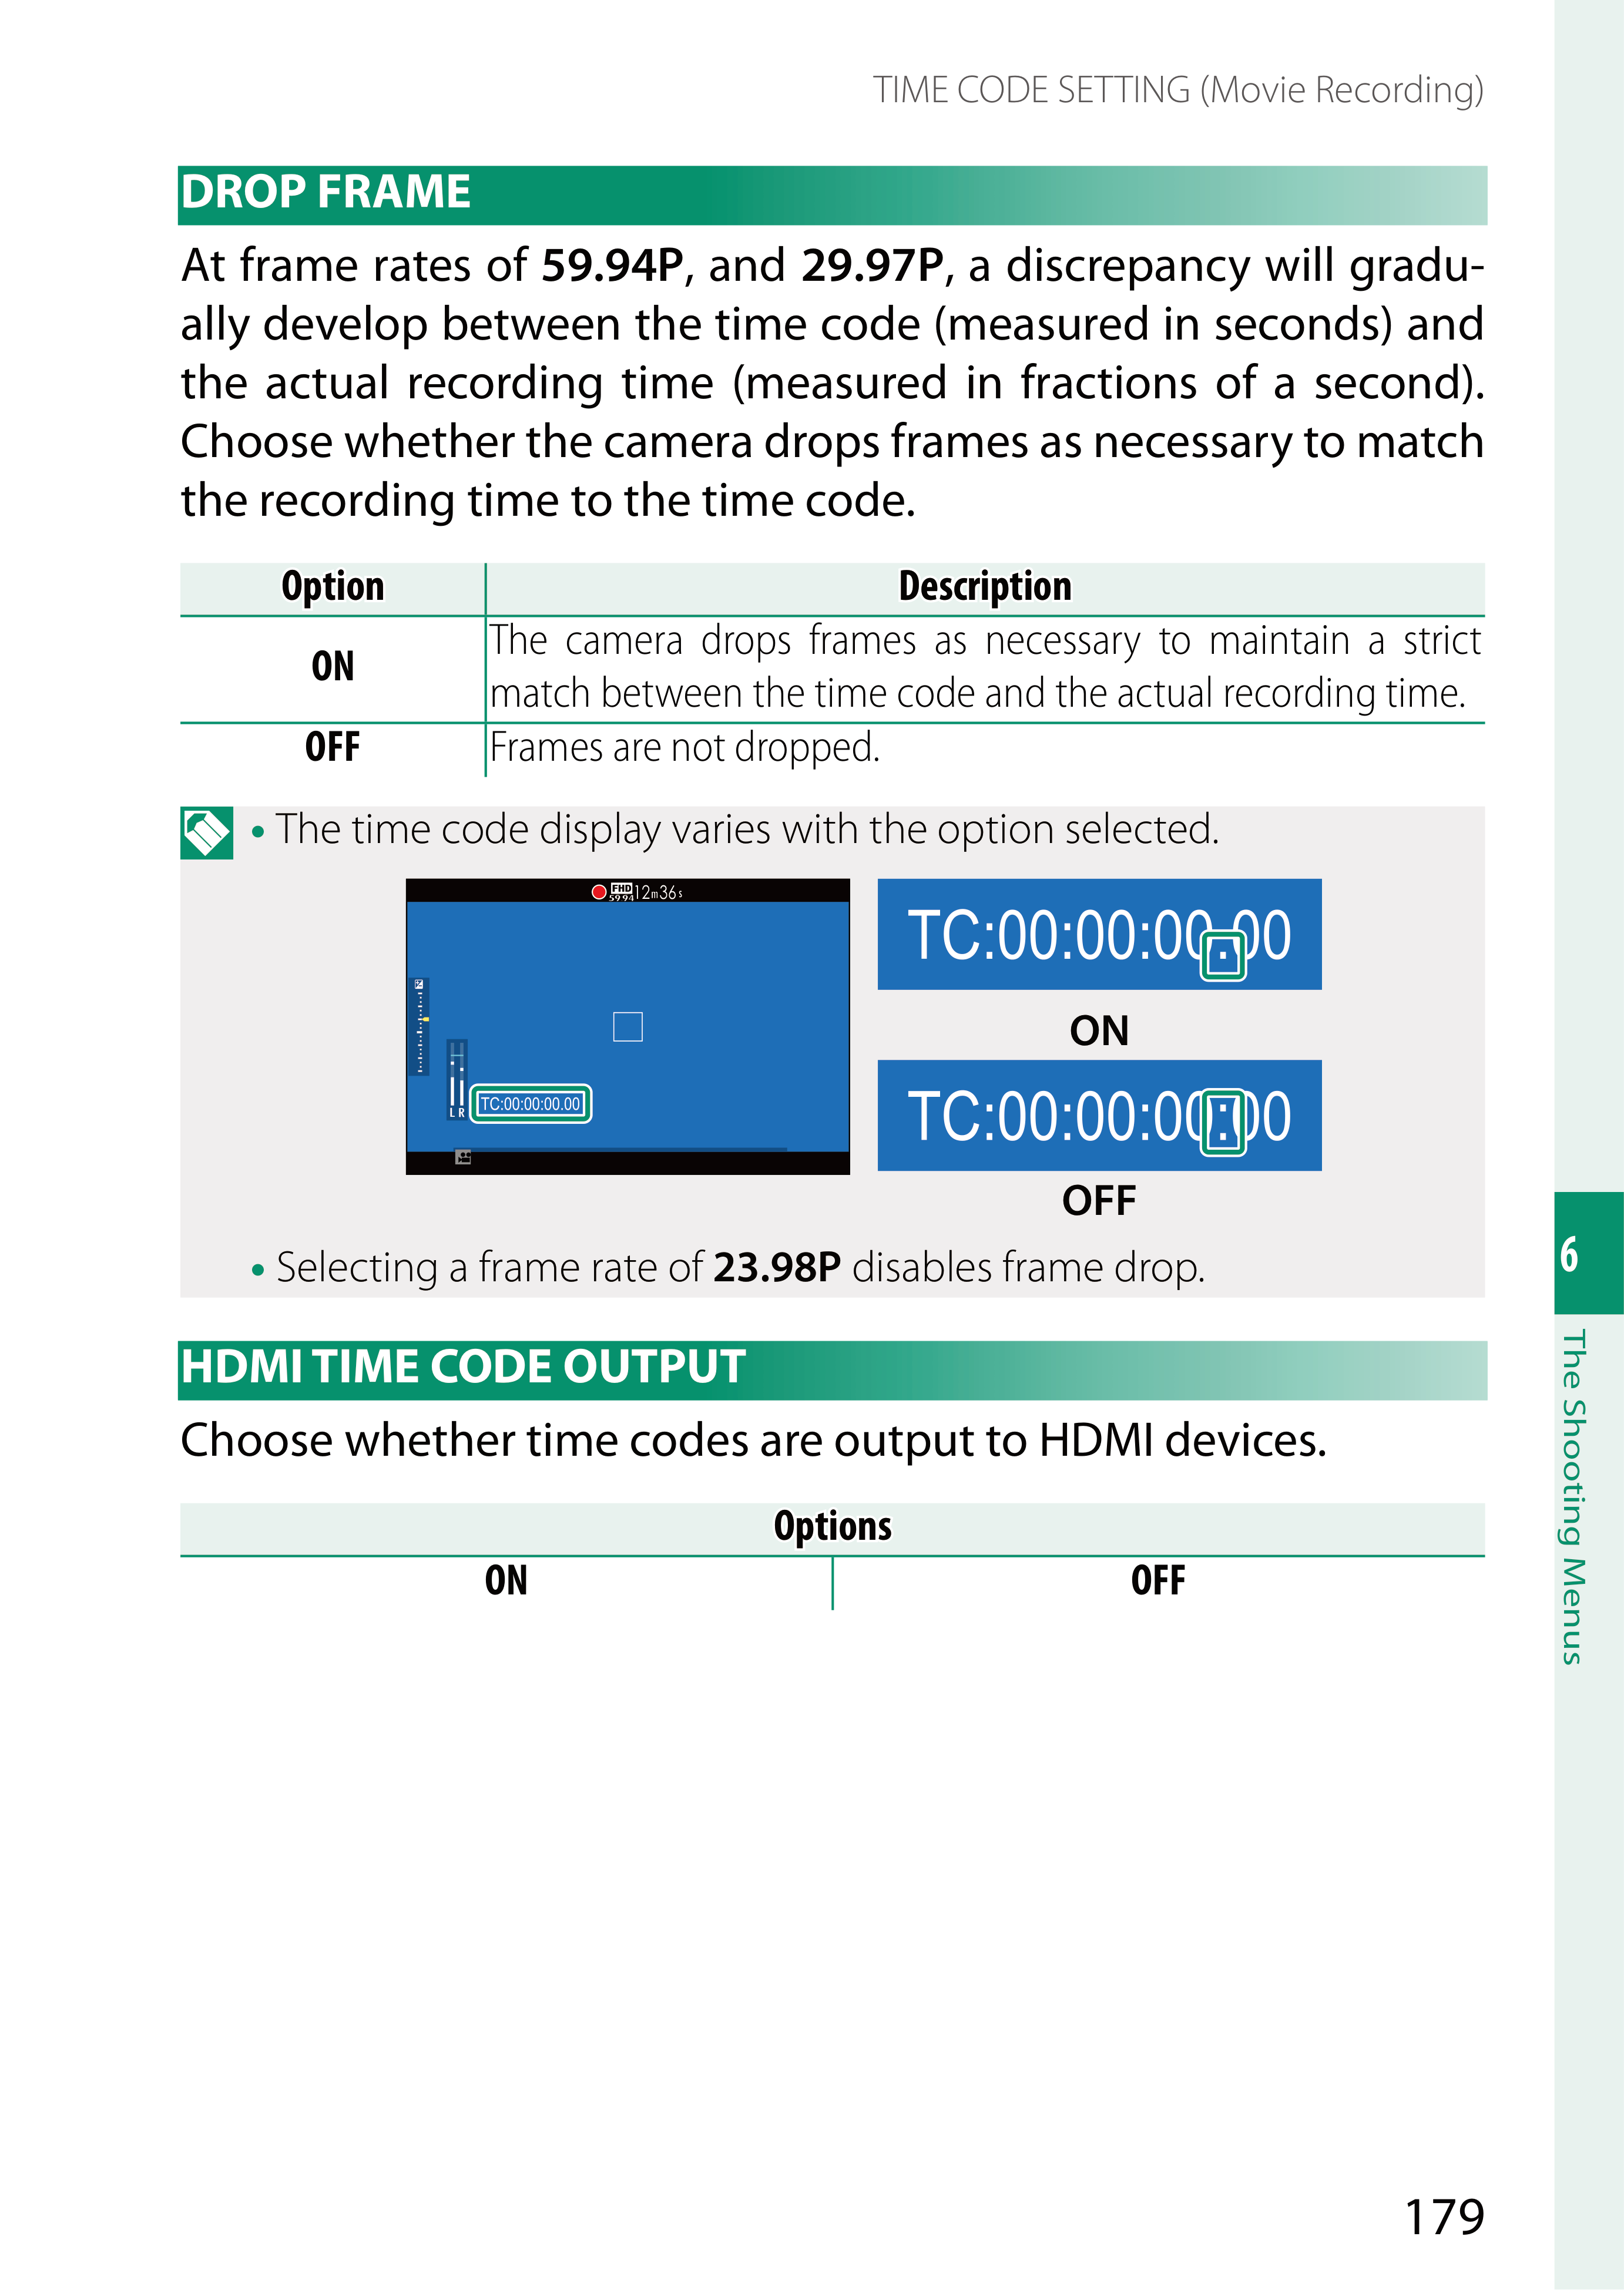 TIME CODE SETTING (Movie Recording)
DROP FRAME
At frame rates of 59.94P, and 29.97P, a discrepancy will gradu-
ally develop between the time code (measured in seconds) and
the actual recording time (measured in fractions of a second).
Choose whether the camera drops frames as necessary to match
the recording time to the time code.
Option Description
ON
The camera drops frames as necessary to maintain a strict
match between the time code and the actual recording time.
OFF Frames are not dropped.
• The time code display varies with the option selected.
FHD
59 94
12m36s
L R
TC:00:00:00.00
TC:00:00:00.00
ON
TC:00:00:00:00
OFF
• Selecting a frame rate of 23.98P disables frame drop.
HDMI TIME CODE OUTPUT
Choose whether time codes are output to HDMI devices.
Options
ON OFF
6
The Shooting Menus
179